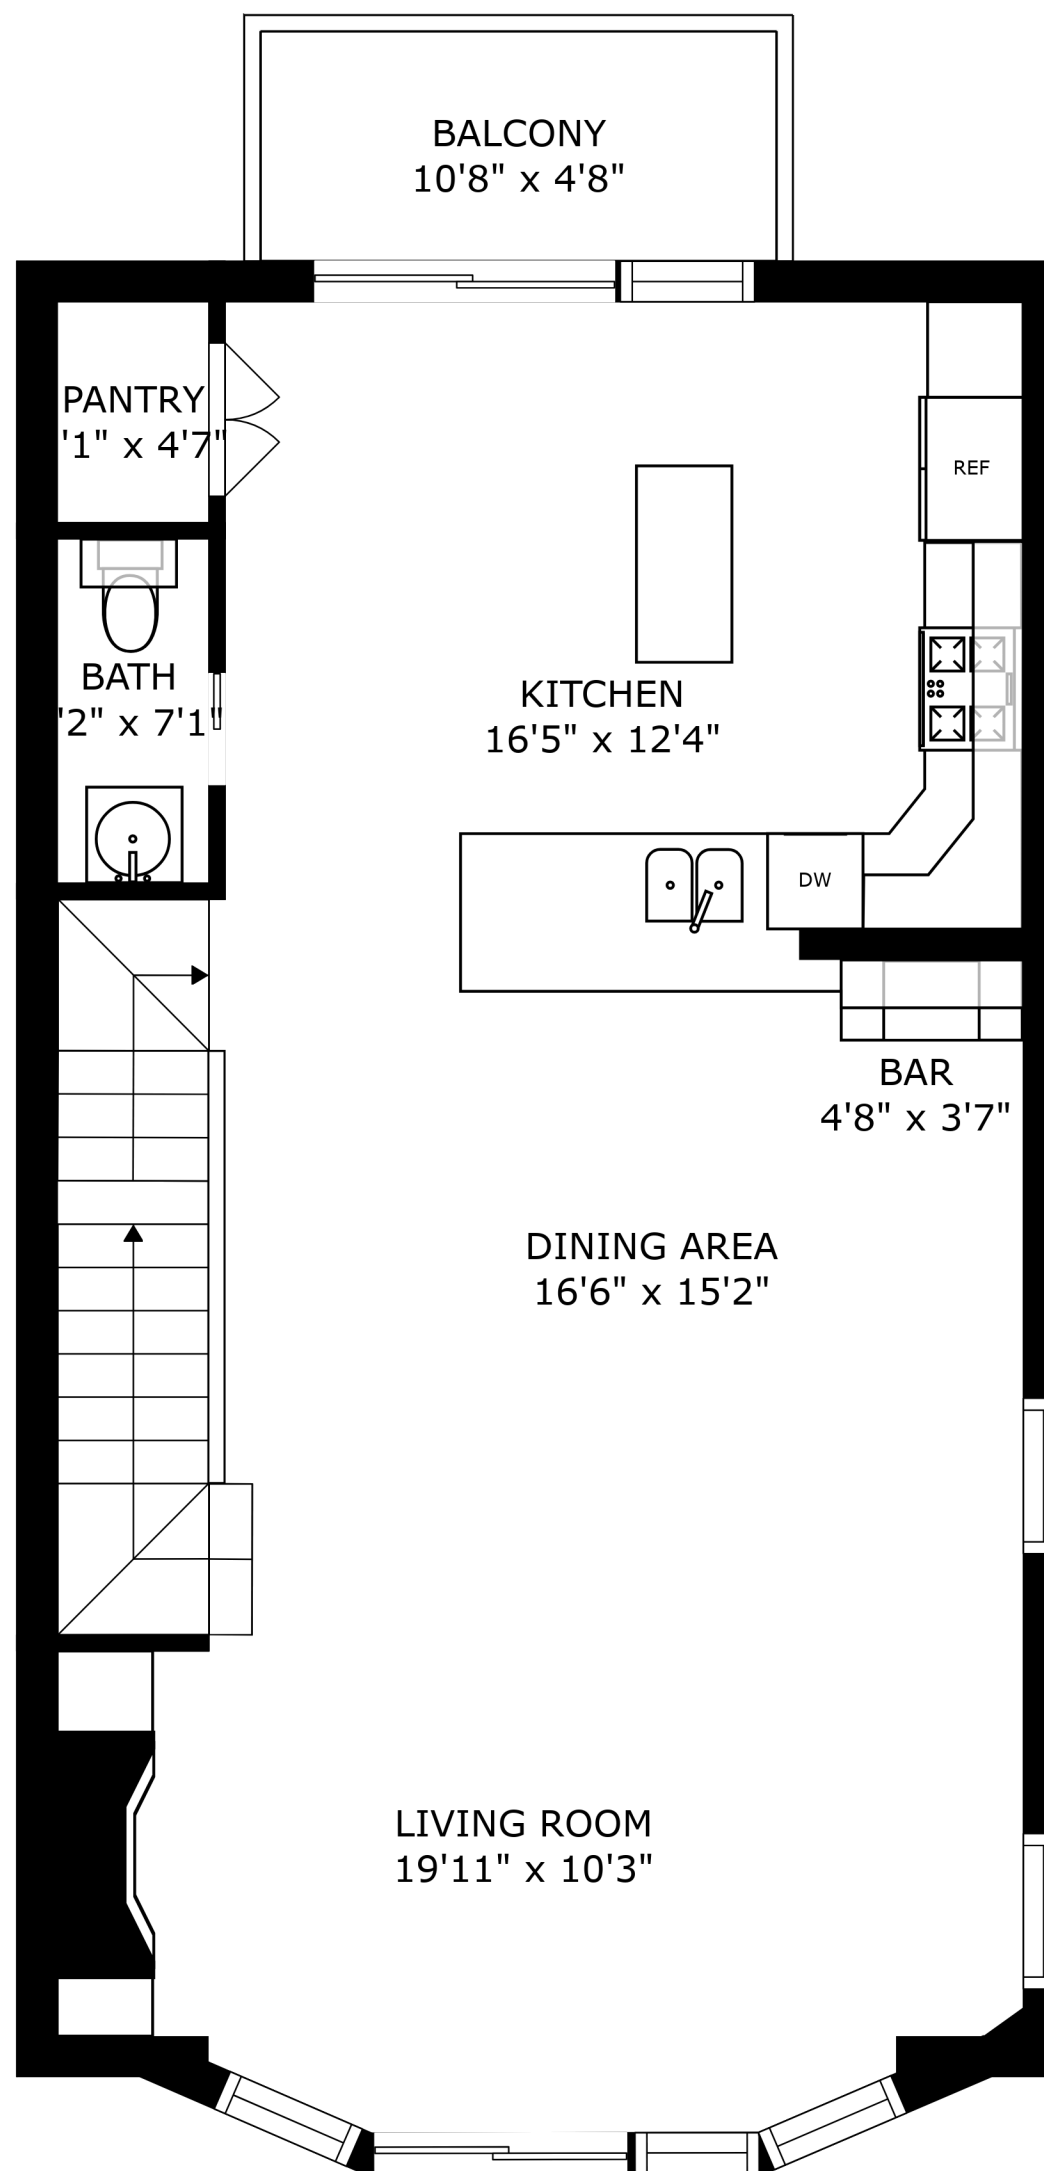 BALCONY
10'8" x 4'8"
PANTRY
'1" x 4'7"
REF
BATH
'2" x 7'1"
KITCHEN
16'5" x 12'4"
DW
BAR
4'8" x 3'7"
DINING AREA
16'6" x 15'2"
LIVING ROOM
19'11" x 10'3"